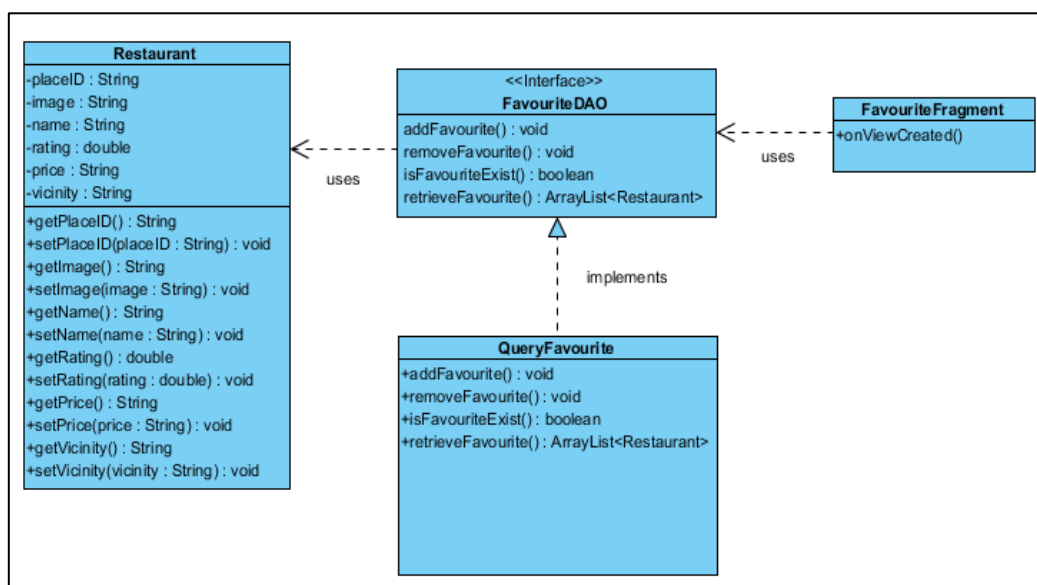 Restaurant
-placeID : String
-image : String
-name : String
-rating : double
-price : String
-vicinity : String
+getPlaceID() : String
+setPlaceID(placeID : String) : void
+getImage() : String
+setImage(image : String) : void
+getName() : String
+setName(name : String) : void
+getRating() : double
+setRating(rating : double) : void
+getPrice() : String
+setPrice(price : String) : void
+getVicinity() : String
+setVicinity(vicinity : String) : void
uses
<<Interface>>
FavouriteDAO
addFavourite() : void
removeFavourite() : void
isFavouriteExist() : boolean
retrieveFavourite() : ArrayList<Restaurant>
uses
FavouriteFragment
+onViewCreated()
implements
QueryFavourite
+addFavourite() : void
+removeFavourite() : void
+isFavouriteExist() : boolean
+retrieveFavourite() : ArrayList<Restaurant>